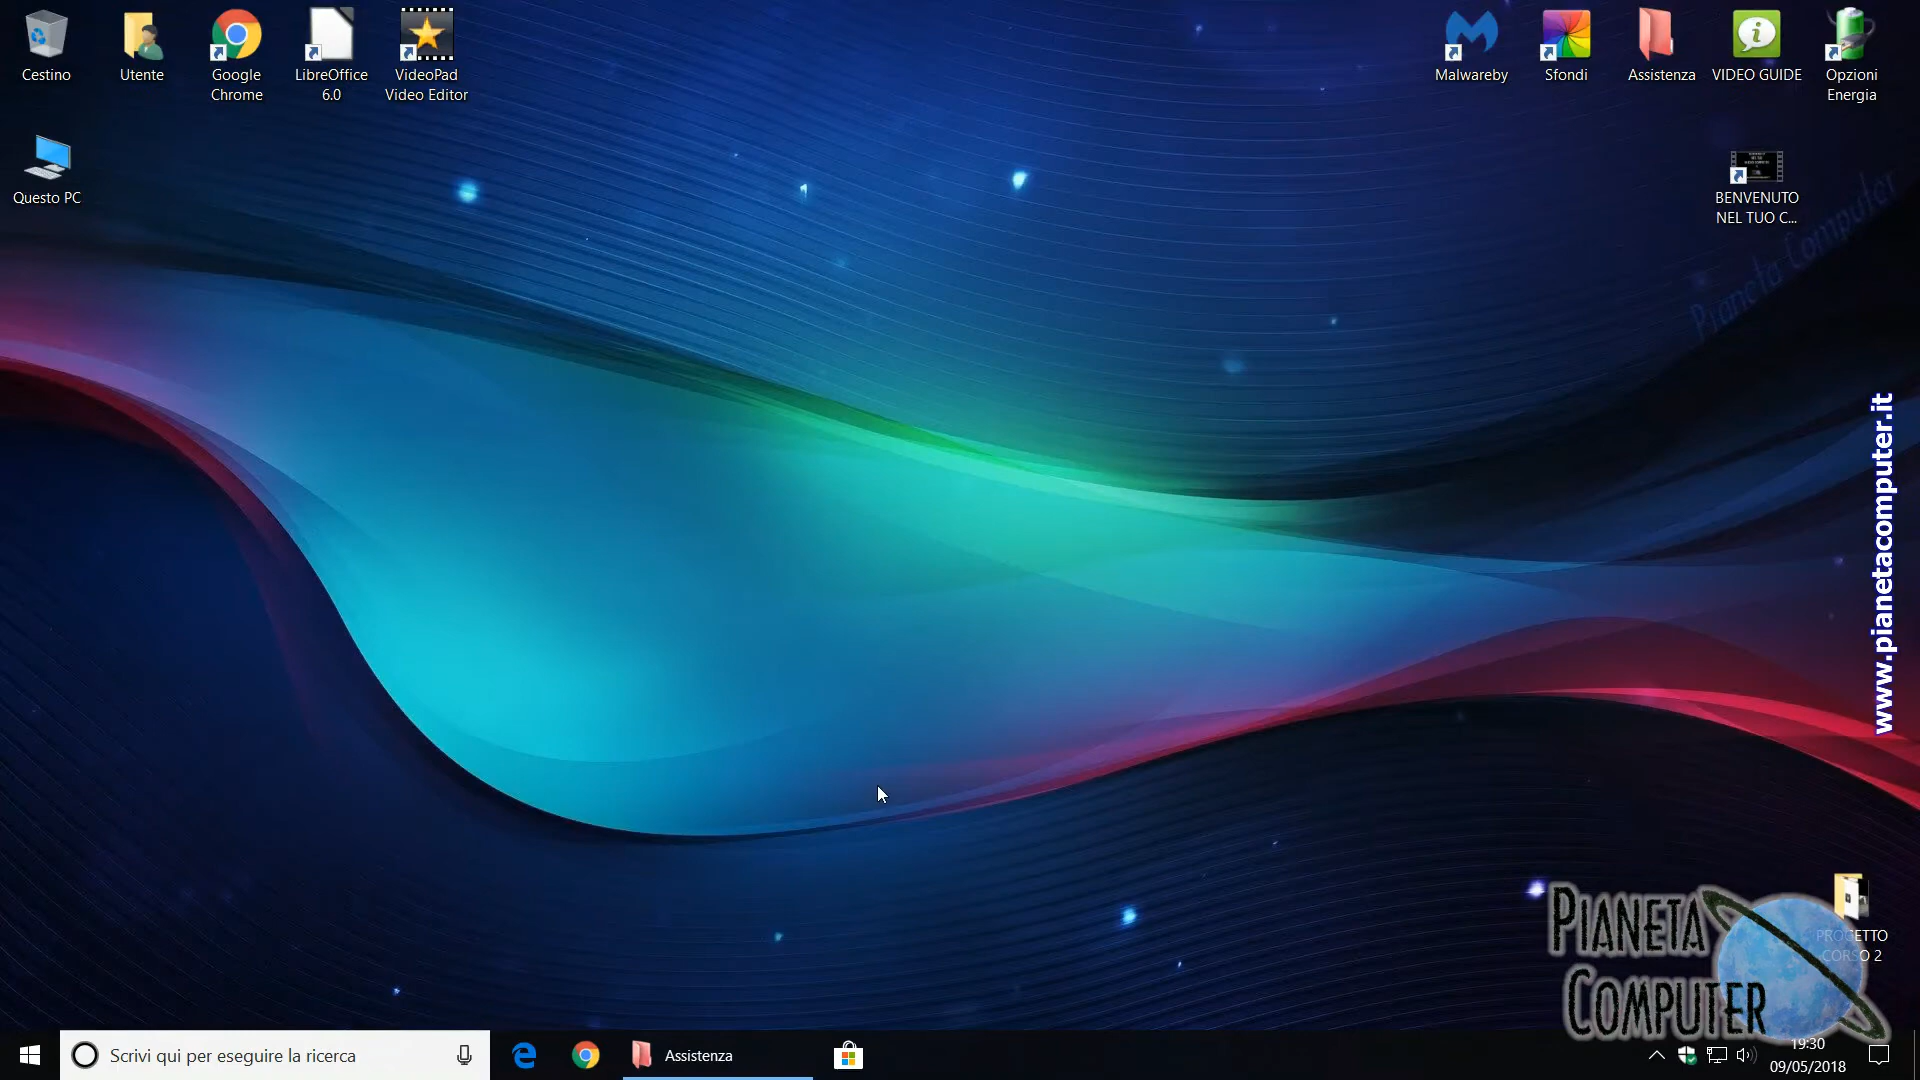 Cestino
Utente
Google
Chrome
LibreOffice
6.0
VideoPad
Video Editor
Malwareby
Sfondi
Assistenza
VIDEO GUIDE
Opzioni
Energia
Questo PC
BENVENUTO
NEL TUO C...
Pianeta Computer
www.pianetacomputer.it
PROGETTO
CORSO 2
PIANETA
COMPUTER
Scrivi qui per eseguire la ricerca
Assistenza
19:30
09/05/2018